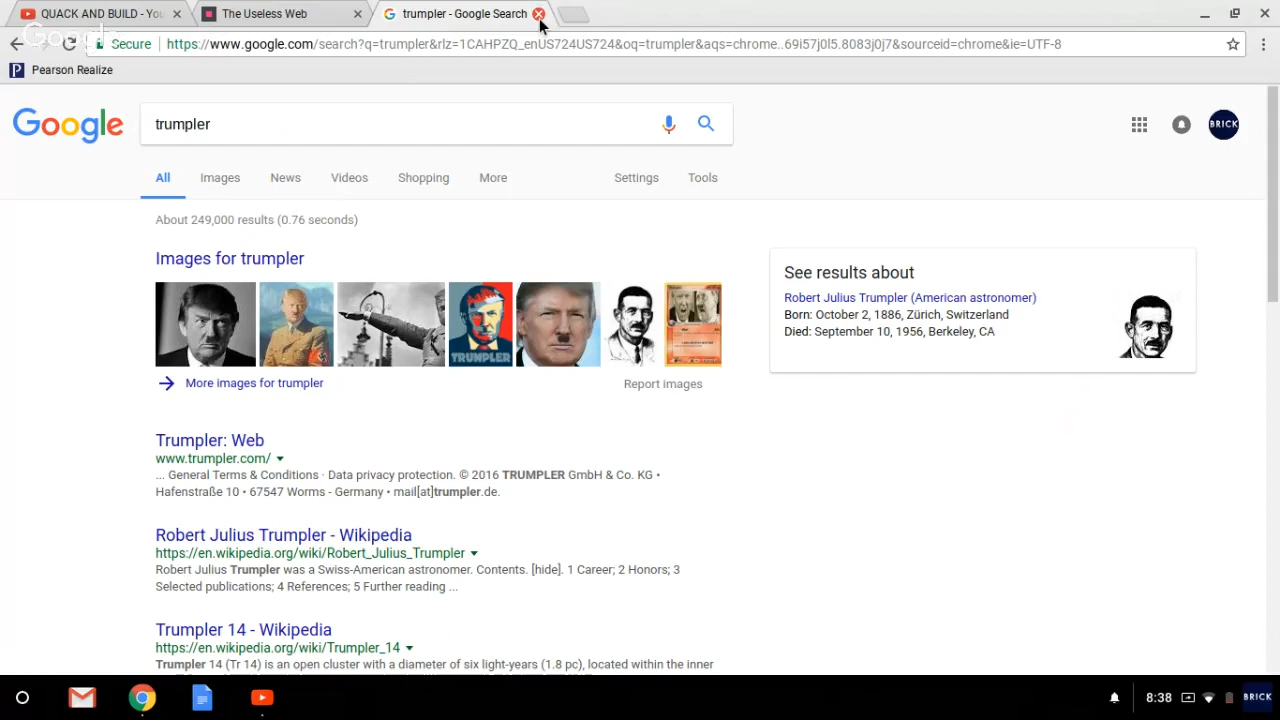 QUACK AND BUILD - You
The Useless Web
trumpler - Google Search
Google
Secure
https://www.google.com/search?q=trumpler&rlz=1CAHPZQ_enUS724US724&oq=trumpler&aqs=chrome..69i57j0l5.8083j0j7&sourceid=chrome&ie=UTF-8
Pearson Realize
Google
trumpler
BRICK
All
Images
News
Videos
Shopping
More
Settings
Tools
About 249,000 results (0.76 seconds)
Images for trumpler
TRUMPLER
More images for trumpler
Report images
See results about
Robert Julius Trumpler (American astronomer)
Born: October 2, 1886, Zürich, Switzerland
Died: September 10, 1956, Berkeley, CA
Trumpler: Web
www.trumpler.com/
... General Terms & Conditions · Data privacy protection. © 2016 TRUMPLER GmbH & Co. KG •
Hafenstraße 10 • 67547 Worms - Germany • mail[at]trumpler.de.
Robert Julius Trumpler - Wikipedia
https://en.wikipedia.org/wiki/Robert_Julius_Trumpler
Robert Julius Trumpler was a Swiss-American astronomer. Contents. [hide]. 1 Career; 2 Honors; 3
Selected publications; 4 References; 5 Further reading ...
Trumpler 14 - Wikipedia
https://en.wikipedia.org/wiki/Trumpler_14
Trumpler 14 (Tr 14) is an open cluster with a diameter of six light-years (1.8 pc), located within the inner
8:38
BRICK